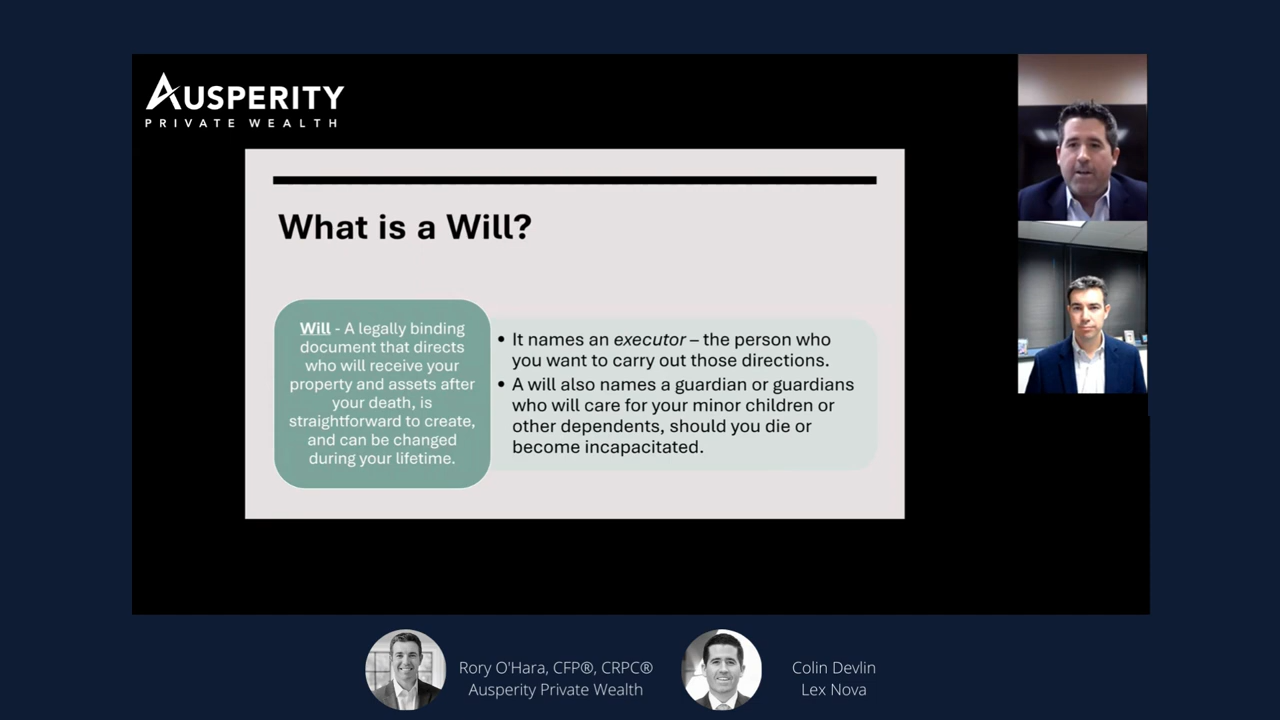 AUSPERITY
PRIVATE WEALTH
What is a Will?
Will - A legally binding
document that directs
who will receive your
property and assets after
your death, is
straightforward to create,
and can be changed
during your lifetime.
• It names an executor – the person who
you want to carry out those directions.
• A will also names a guardian or guardians
who will care for your minor children or
other dependents, should you die or
become incapacitated.
Rory O'Hara, CFP®, CRPC®
Ausperity Private Wealth
Colin Devlin
Lex Nova